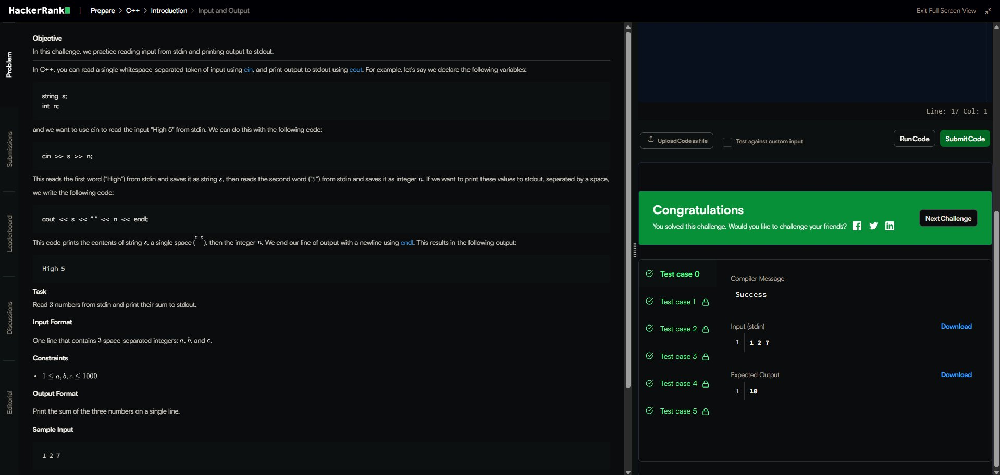 HackerRank | Prepare > C++ > Introduction > Input and Output
Exit Full Screen View
Problem
Submissions
Leaderboard
Discussions
Editorial
Objective
In this challenge, we practice reading input from stdin and printing output to stdout.
In C++, you can read a single whitespace-separated token of input using cin, and print output to stdout using cout. For example, let's say we declare the following variables:
string s;
int n;
and we want to use cin to read the input "High 5" from stdin. We can do this with the following code:
cin >> s >> n;
This reads the first word ("High") from stdin and saves it as string s, then reads the second word ("5") from stdin and saves it as integer n. If we want to print these values to stdout, separated by a space,
we write the following code:
cout << s << " " << n << endl;
This code prints the contents of string s, a single space (" "), then the integer n. We end our line of output with a newline using endl. This results in the following output:
High 5
Task
Read 3 numbers from stdin and print their sum to stdout.
Input Format
One line that contains 3 space-separated integers: a, b, and c.
Constraints
• 1 ≤ a, b, c ≤ 1000
Output Format
Print the sum of the three numbers on a single line.
Sample Input
1 2 7
Line: 17 Col: 1
Upload Code as File
Test against custom input
Run Code
Submit Code
Congratulations
You solved this challenge. Would you like to challenge your friends?
Next Challenge
Test case 0
Test case 1
Test case 2
Test case 3
Test case 4
Test case 5
Compiler Message
Success
Input (stdin)
Download
1 1 2 7
Expected Output
Download
1 10